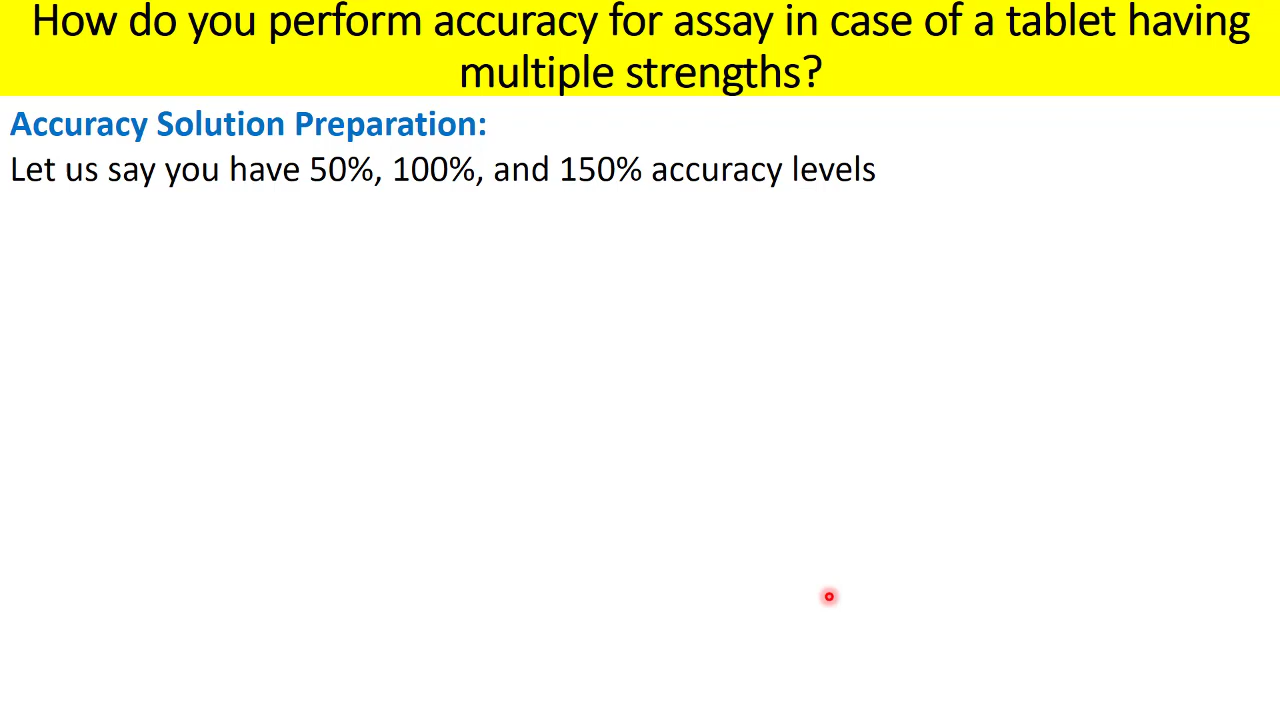 How do you perform accuracy for assay in case of a tablet having
multiple strengths?
Accuracy Solution Preparation:
Let us say you have 50%, 100%, and 150% accuracy levels